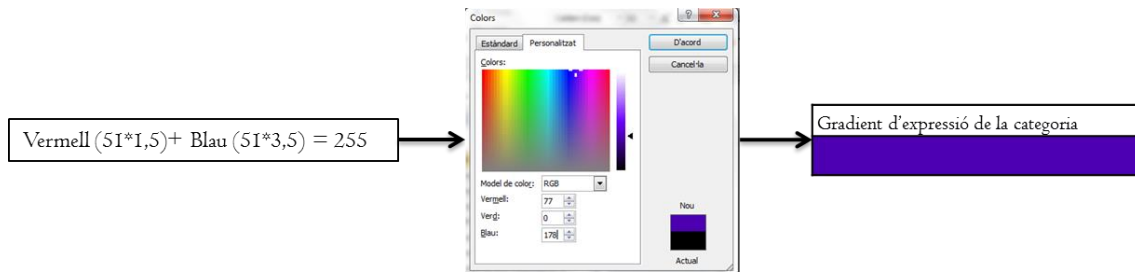 Vermell (51*1,5)+ Blau (51*3,5) = 255
Colors
Estàndard Personalitzat
Colors:
Model de color: RGB
Vermell: 77
Verd: 0
Blau: 178
D'acord
Cancel·la
Nou
Actual
Gradient d'expressió de la categoria